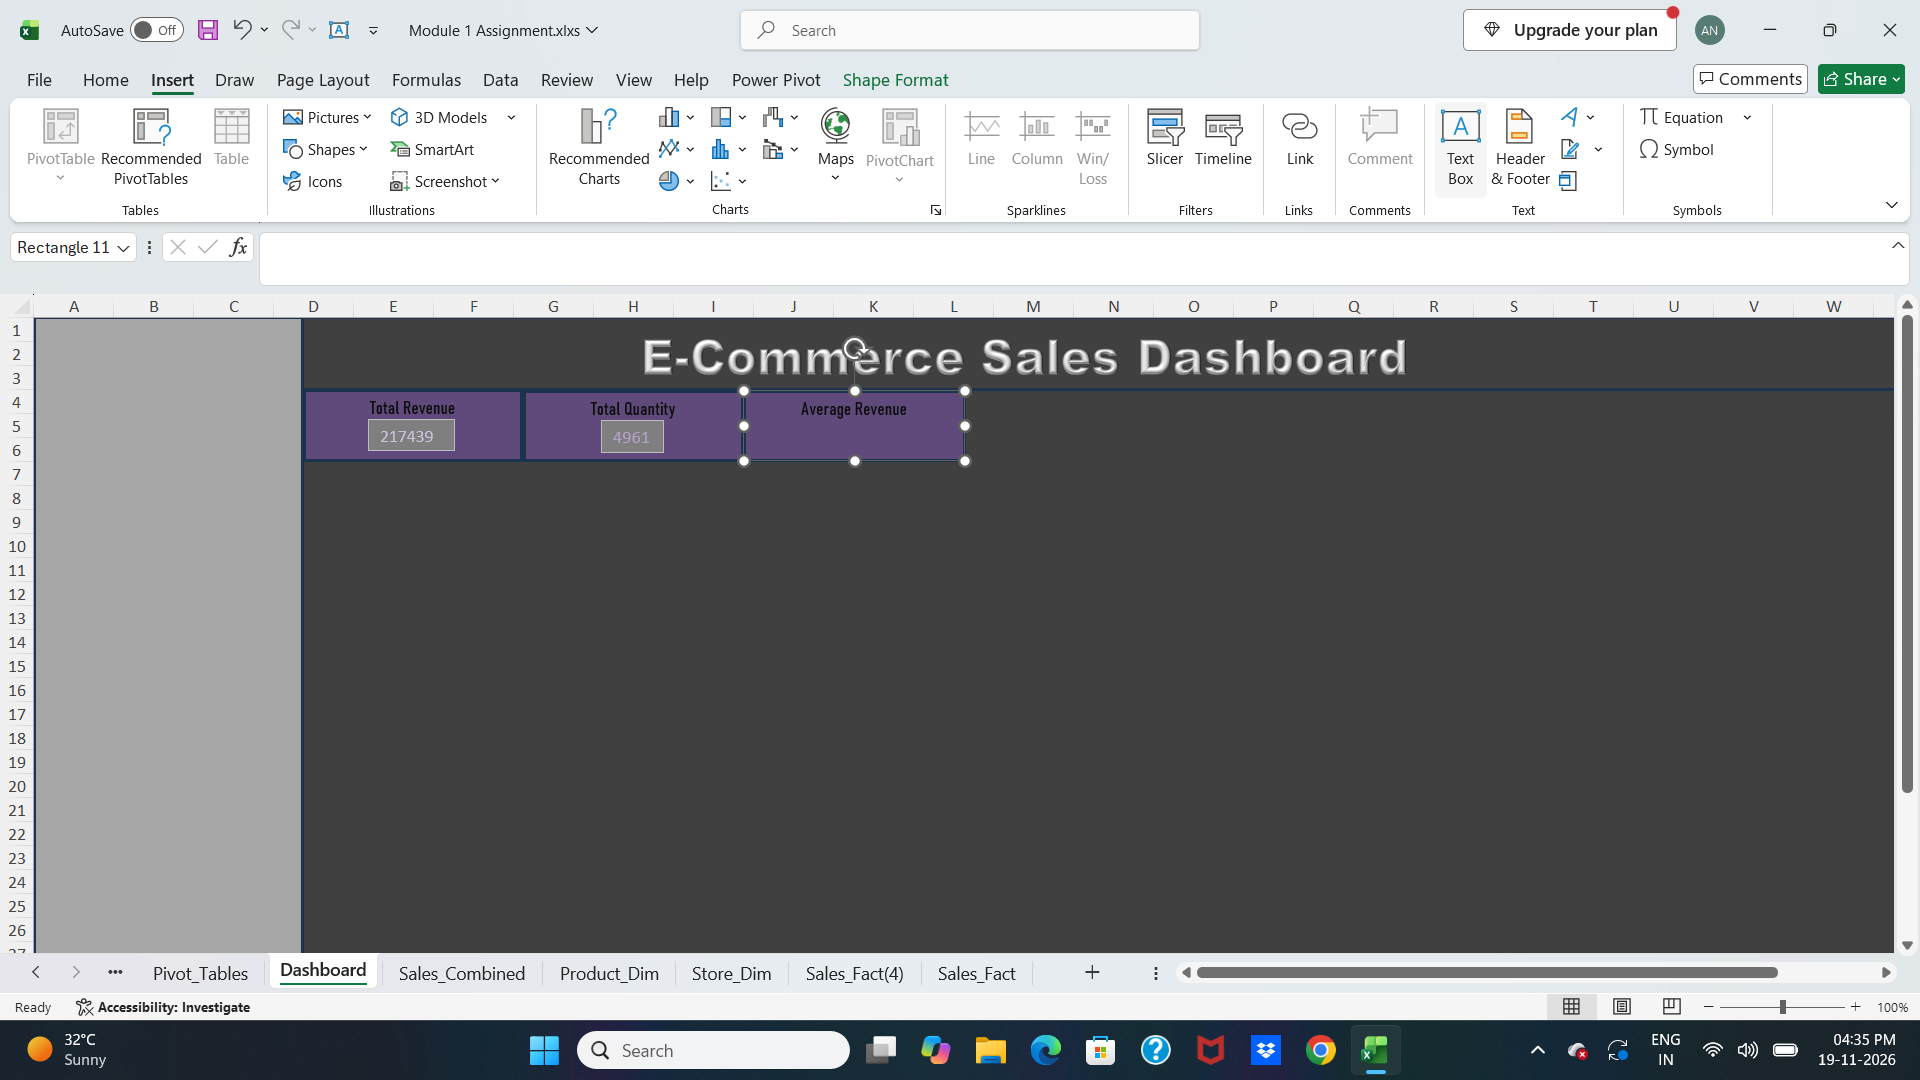 AutoSave Off
Module 1 Assignment.xlxs
Search
Upgrade your plan
AN
File Home Insert Draw Page Layout Formulas Data Review View Help Power Pivot Shape Format
Comments Share
PivotTable
Recommended PivotTables
Table
Tables
Pictures
Shapes
Icons
3D Models
SmartArt
Screenshot
Illustrations
Recommended Charts
Maps
PivotChart
Charts
Line
Column
Win/ Loss
Sparklines
Slicer
Timeline
Filters
Link
Links
Comment
Comments
Text Box
Header & Footer
Text
Equation
Symbol
Symbols
Rectangle 11
fx
A B C D E F G H I J K L M N O P Q R S T U V W
1
2
3
4
5
6
7
8
9
10
11
12
13
14
15
16
17
18
19
20
21
22
23
24
25
26
27
E-Commerce Sales Dashboard
Total Revenue
217439
Total Quantity
4961
Average Revenue
Pivot_Tables Dashboard Sales_Combined Product_Dim Store_Dim Sales_Fact(4) Sales_Fact
Ready Accessibility: Investigate
100%
32°C
Sunny
Search
ENG
IN
04:35 PM
19-11-2026